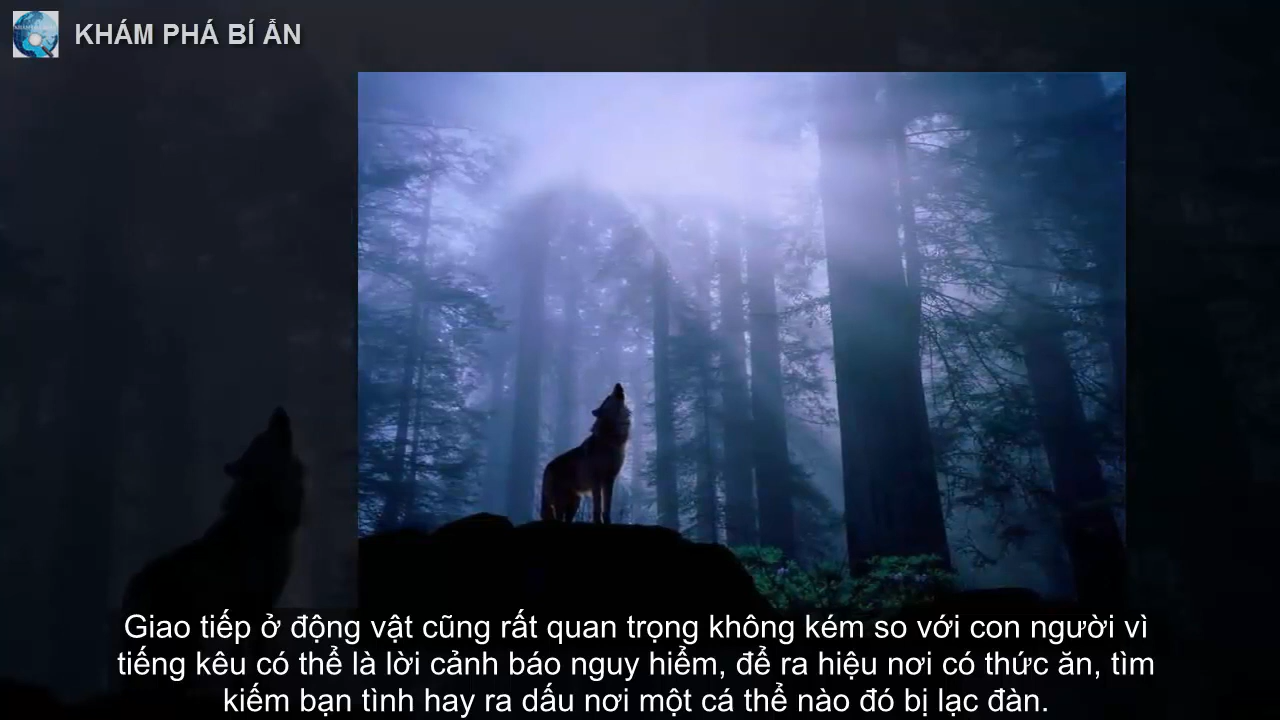 KHÁM PHÁ BÍ ẨN
Giao tiếp ở động vật cũng rất quan trọng không kém so với con người vì
tiếng kêu có thể là lời cảnh báo nguy hiểm, để ra hiệu nơi có thức ăn, tìm
kiếm bạn tình hay ra dấu nơi một cá thể nào đó bị lạc đàn.